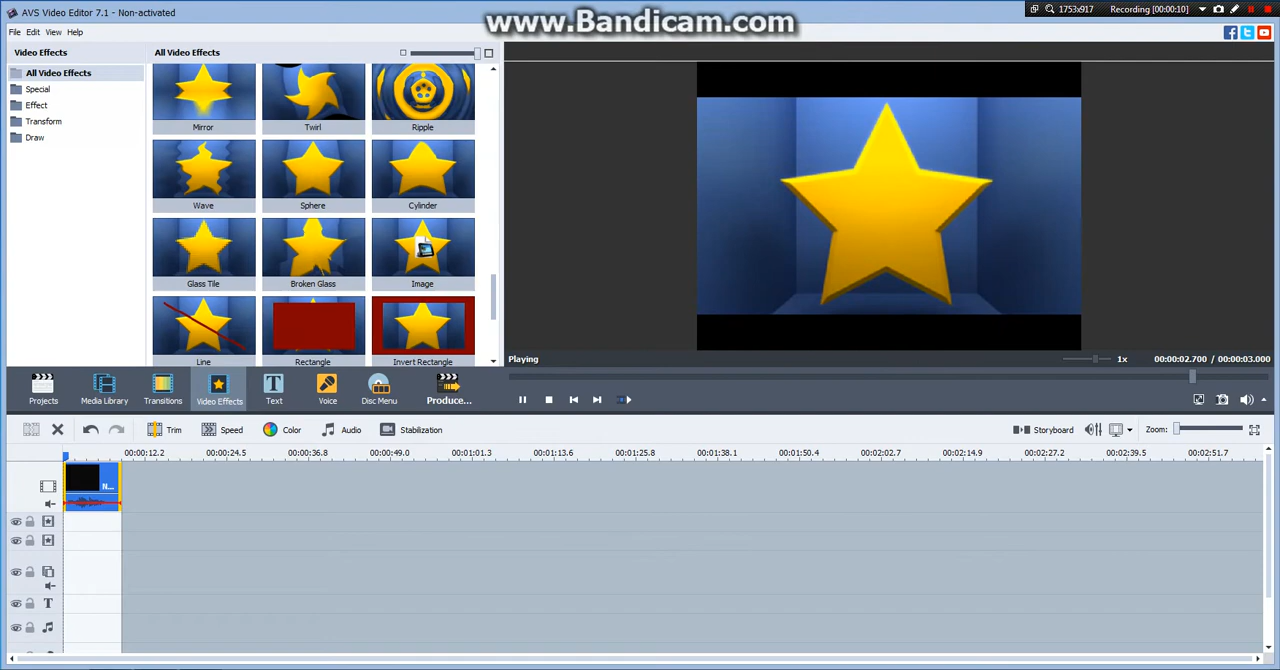 AVS Video Editor 7.1 - Non-activated
www.Bandicam.com
1753x917
Recording [00:00:10]
File Edit View Help
Video Effects
All Video Effects
All Video Effects
Special
Effect
Transform
Draw
Mirror
Twirl
Ripple
Wave
Sphere
Cylinder
Glass Tile
Broken Glass
Image
Line
Rectangle
Invert Rectangle
Playing
1x
00:00:02.700 / 00:00:03.000
Projects
Media Library
Transitions
Video Effects
Text
Voice
Disc Menu
Produce...
Trim
Speed
Color
Audio
Stabilization
Storyboard
Zoom:
00:00:12.2
00:00:24.5
00:00:36.8
00:00:49.0
00:01:01.3
00:01:13.6
00:01:25.8
00:01:38.1
00:01:50.4
00:02:02.7
00:02:14.9
00:02:27.2
00:02:39.5
00:02:51.7
N...